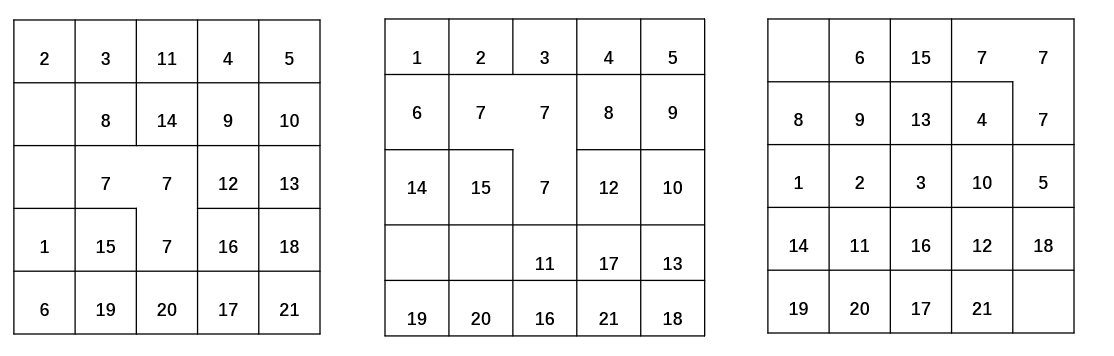 2 3 11 4 5
8 14 9 10
7 7 12 13
1 15 7 16 18
6 19 20 17 21
1 2 3 4 5
6 7 7 8 9
14 15 7 12 10
11 17 13
19 20 16 21 18
6 15 7 7
8 9 13 4 7
1 2 3 10 5
14 11 16 12 18
19 20 17 21